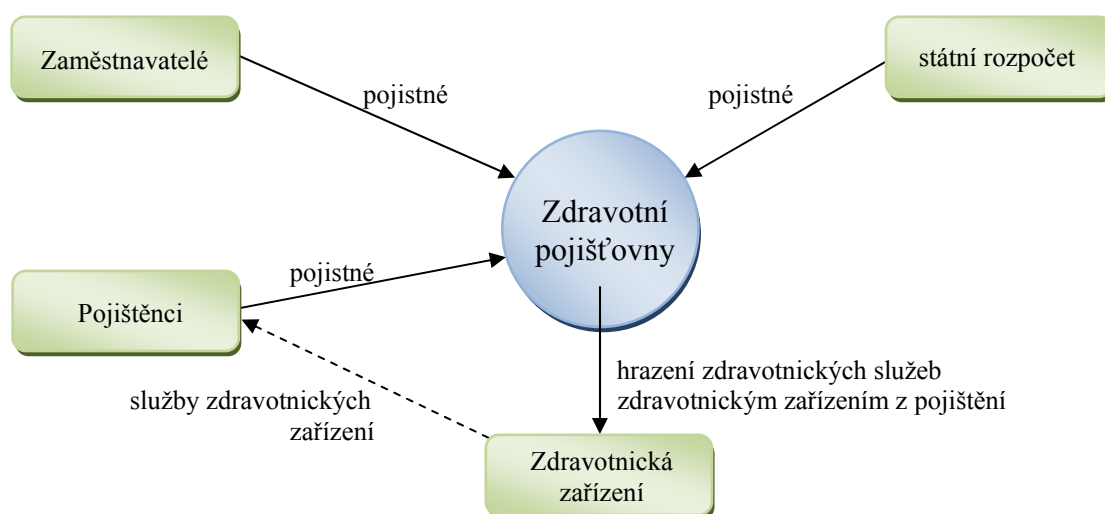 Zaměstnavatelé
státní rozpočet
pojistné
pojistné
Zdravotní
pojišťovny
pojistné
Pojištěnci
hrazení zdravotnických služeb
zdravotnickým zařízením z pojištění
služby zdravotnických
zařízení
Zdravotnická
zařízení